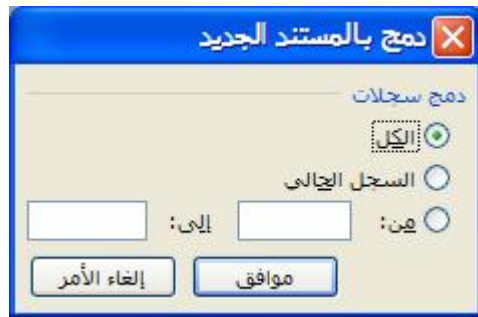 دمج بالمستند الجديد
دمج سجلات
الكل
السجل الحالي
من: إلى:
موافق إلغاء الأمر